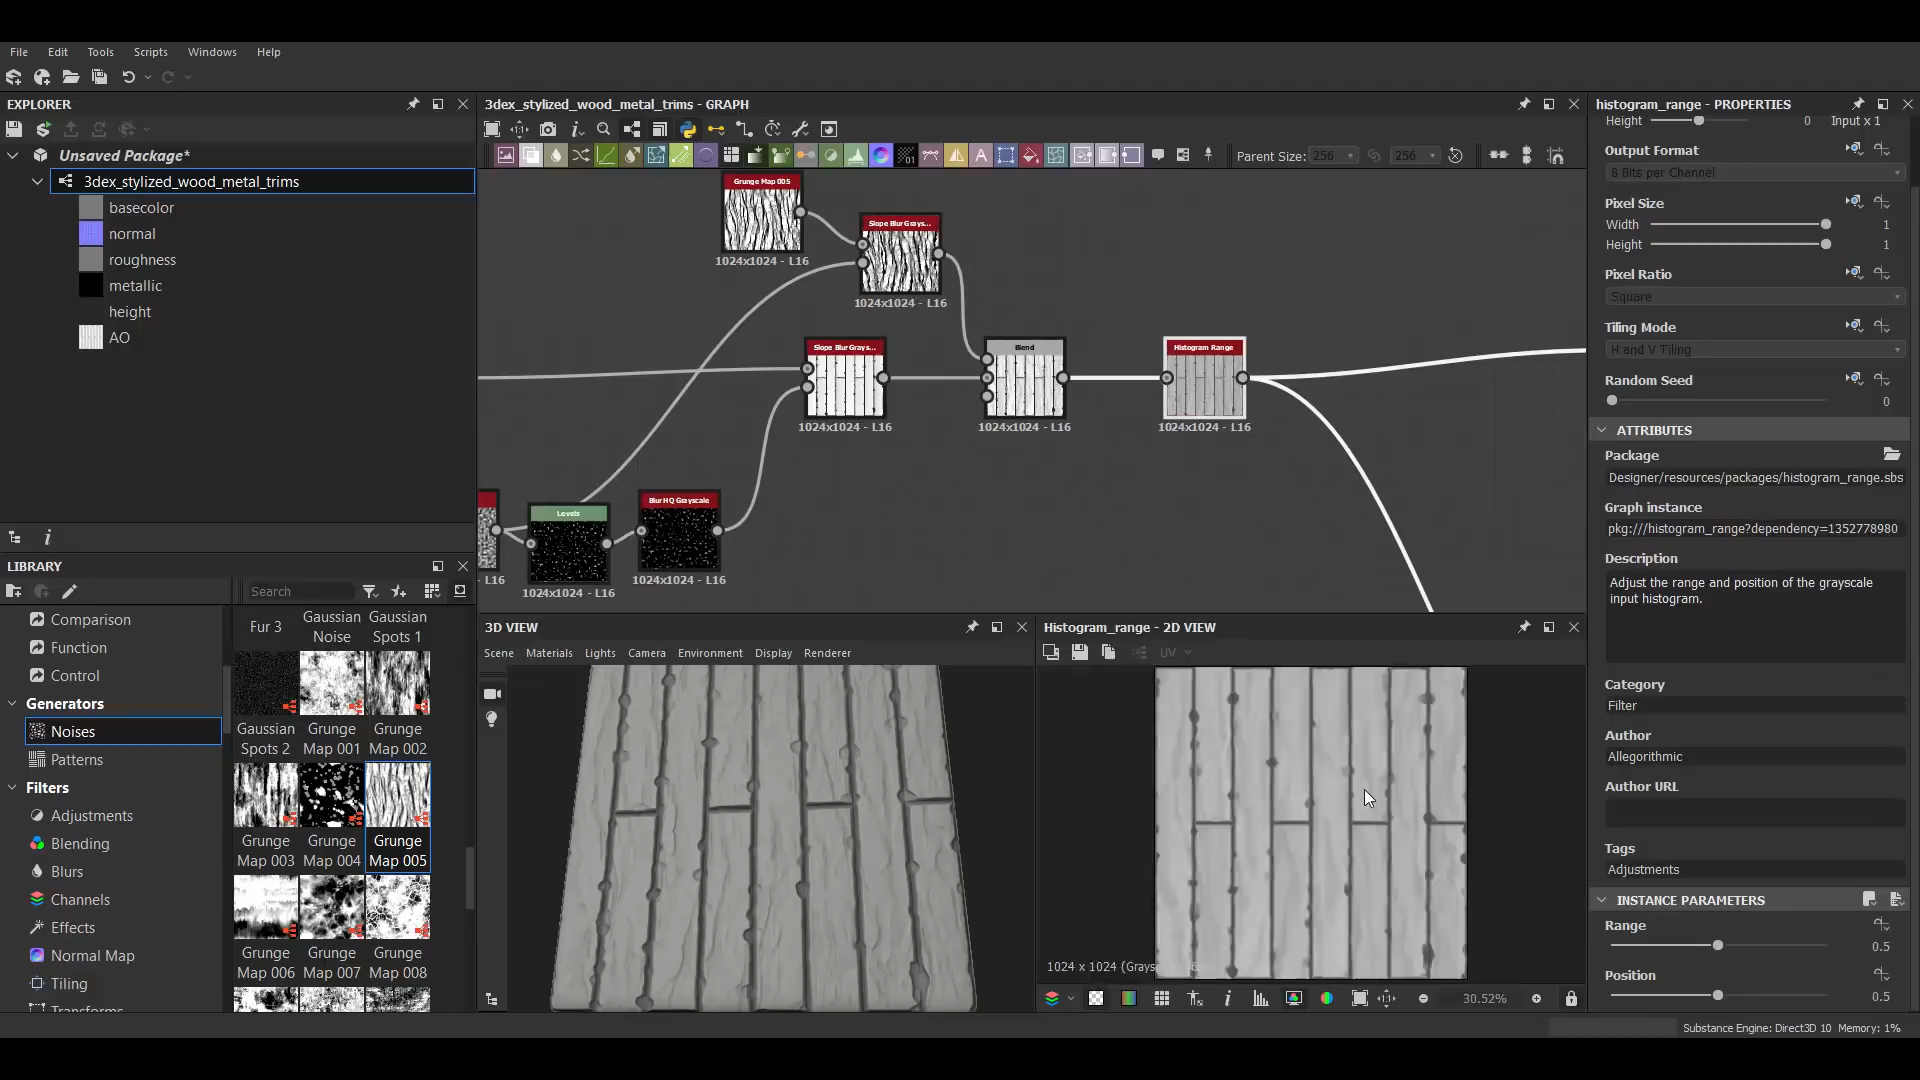 File Edit Tools Scripts Windows Help
EXPLORER
Unsaved Package*
3dex_stylized_wood_metal_trims
basecolor
normal
roughness
metallic
height
AO
LIBRARY
Search
Comparison
Function
Control
Generators
Noises
Patterns
Filters
Adjustments
Blending
Blurs
Channels
Effects
Normal Map
Tiling
Transforms
Fur 3
Gaussian Noise
Gaussian Spots 1
Gaussian Spots 2
Grunge Map 001
Grunge Map 002
Grunge Map 003
Grunge Map 004
Grunge Map 005
Grunge Map 006
Grunge Map 007
Grunge Map 008
3dex_stylized_wood_metal_trims - GRAPH
Parent Size: 256 256
Grunge Map 005
1024x1024 - L16
Slope Blur Grays...
1024x1024 - L16
Slope Blur Grays...
1024x1024 - L16
Blend
1024x1024 - L16
Histogram Range
1024x1024 - L16
- L16
Levels
1024x1024 - L16
Blur HQ Grayscale
1024x1024 - L16
3D VIEW
Scene Materials Lights Camera Environment Display Renderer
Histogram_range - 2D VIEW
UV
1024 x 1024 (Grays
30.52%
histogram_range - PROPERTIES
Height 0 Input x 1
Output Format
8 Bits per Channel
Pixel Size
Width 1
Height 1
Pixel Ratio
Square
Tiling Mode
H and V Tiling
Random Seed
0
ATTRIBUTES
Package
Designer/resources/packages/histogram_range.sbs
Graph instance
pkg:///histogram_range?dependency=1352778980
Description
Adjust the range and position of the grayscale
input histogram.
Category
Filter
Author
Allegorithmic
Author URL
Tags
Adjustments
INSTANCE PARAMETERS
Range
0.5
Position
0.5
Substance Engine: Direct3D 10 Memory: 1%